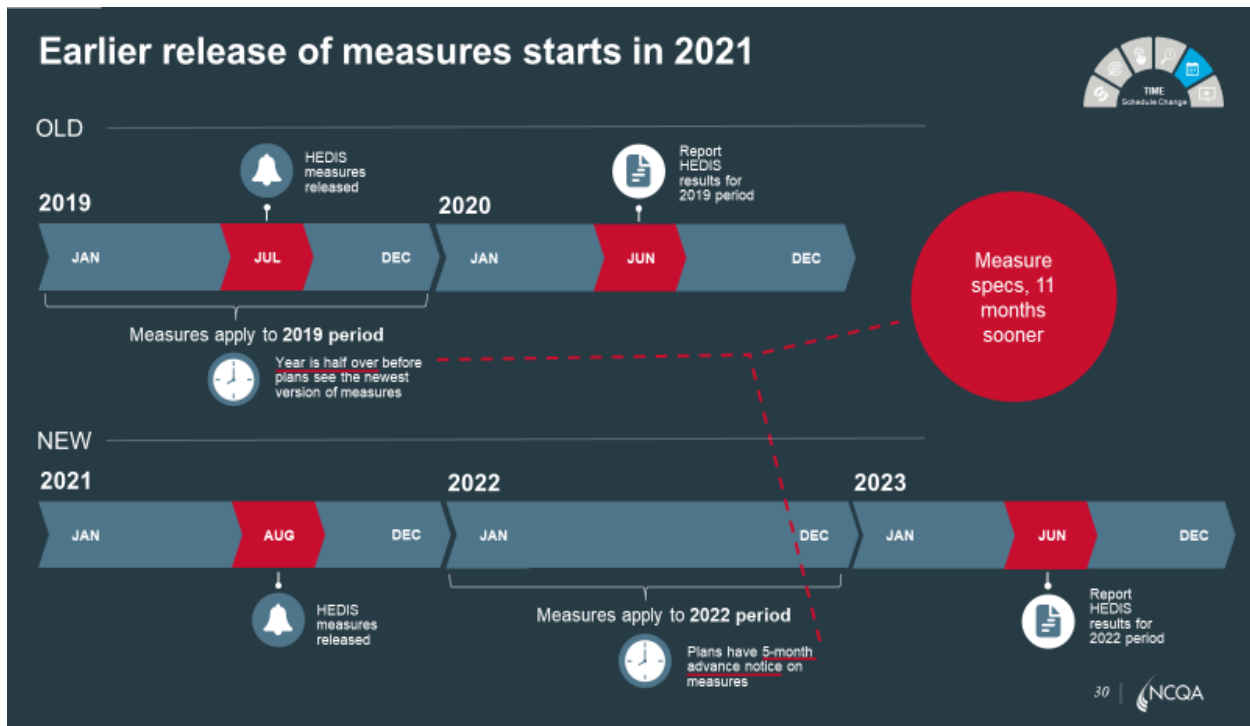 Earlier release of measures starts in 2021
TIME
Schedule Change
OLD
HEDIS
measures
released
Report
HEDIS
results for
2019 period
2019
2020
JAN
JUL
DEC
JAN
JUN
DEC
Measures apply to 2019 period
Year is half over before
plans see the newest
version of measures
Measure
specs, 11
months
sooner
NEW
2021
2022
2023
JAN
AUG
DEC
JAN
DEC
JAN
JUN
DEC
HEDIS
measures
released
Measures apply to 2022 period
Plans have 5-month
advance notice on
measures
Report
HEDIS
results for
2022 period
30
NCQA